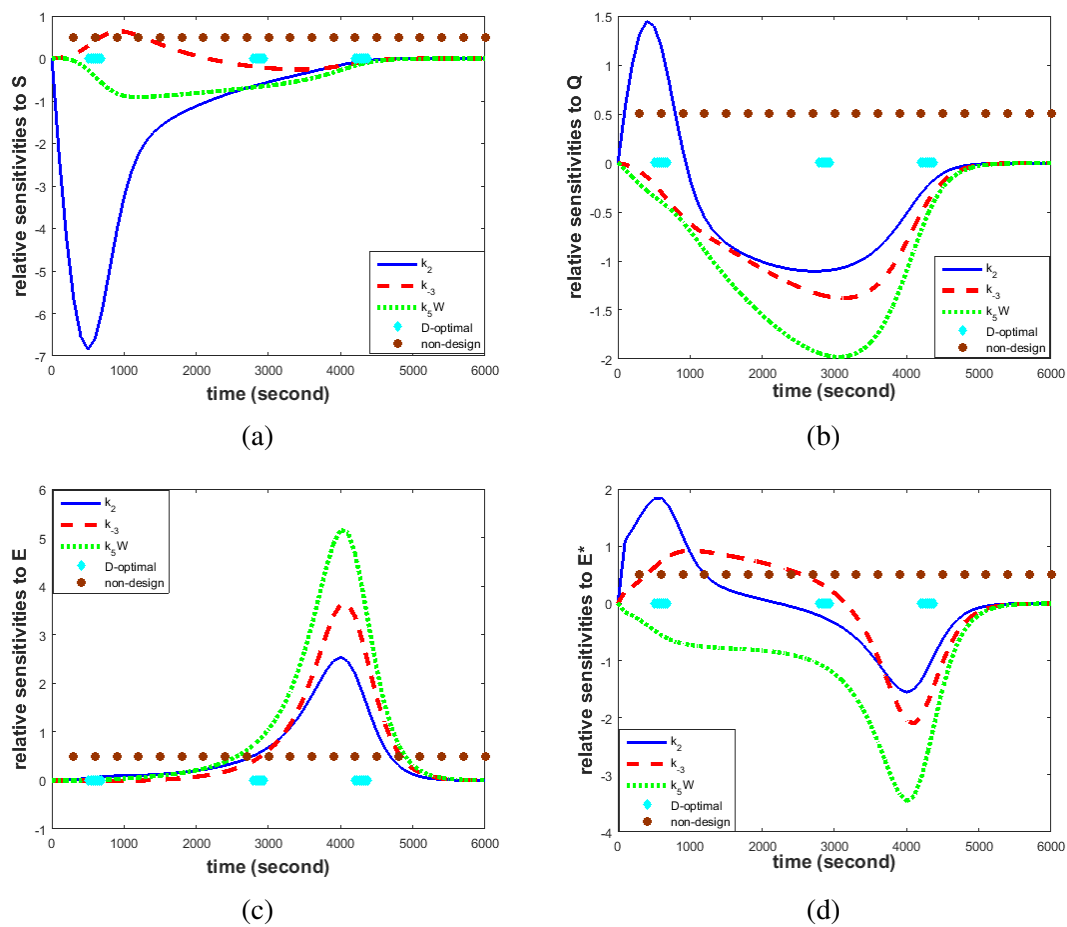 relative sensitivities to S
1
0
-1
-2
-3
-4
-5
-6
-7
0 1000 2000 3000 4000 5000 6000
time (second)
k2
k-3
k5W
D-optimal
non-design
(a)
relative sensitivities to Q
1.5
1
0.5
0
-0.5
-1
-1.5
-2
0 1000 2000 3000 4000 5000 6000
time (second)
k2
k-3
k5W
D-optimal
non-design
(b)
relative sensitivities to E
6
5
4
3
2
1
0
-1
0 1000 2000 3000 4000 5000 6000
time (second)
k2
k-3
k5W
D-optimal
non-design
(c)
relative sensitivities to E*
2
1
0
-1
-2
-3
-4
0 1000 2000 3000 4000 5000 6000
time (second)
k2
k-3
k5W
D-optimal
non-design
(d)